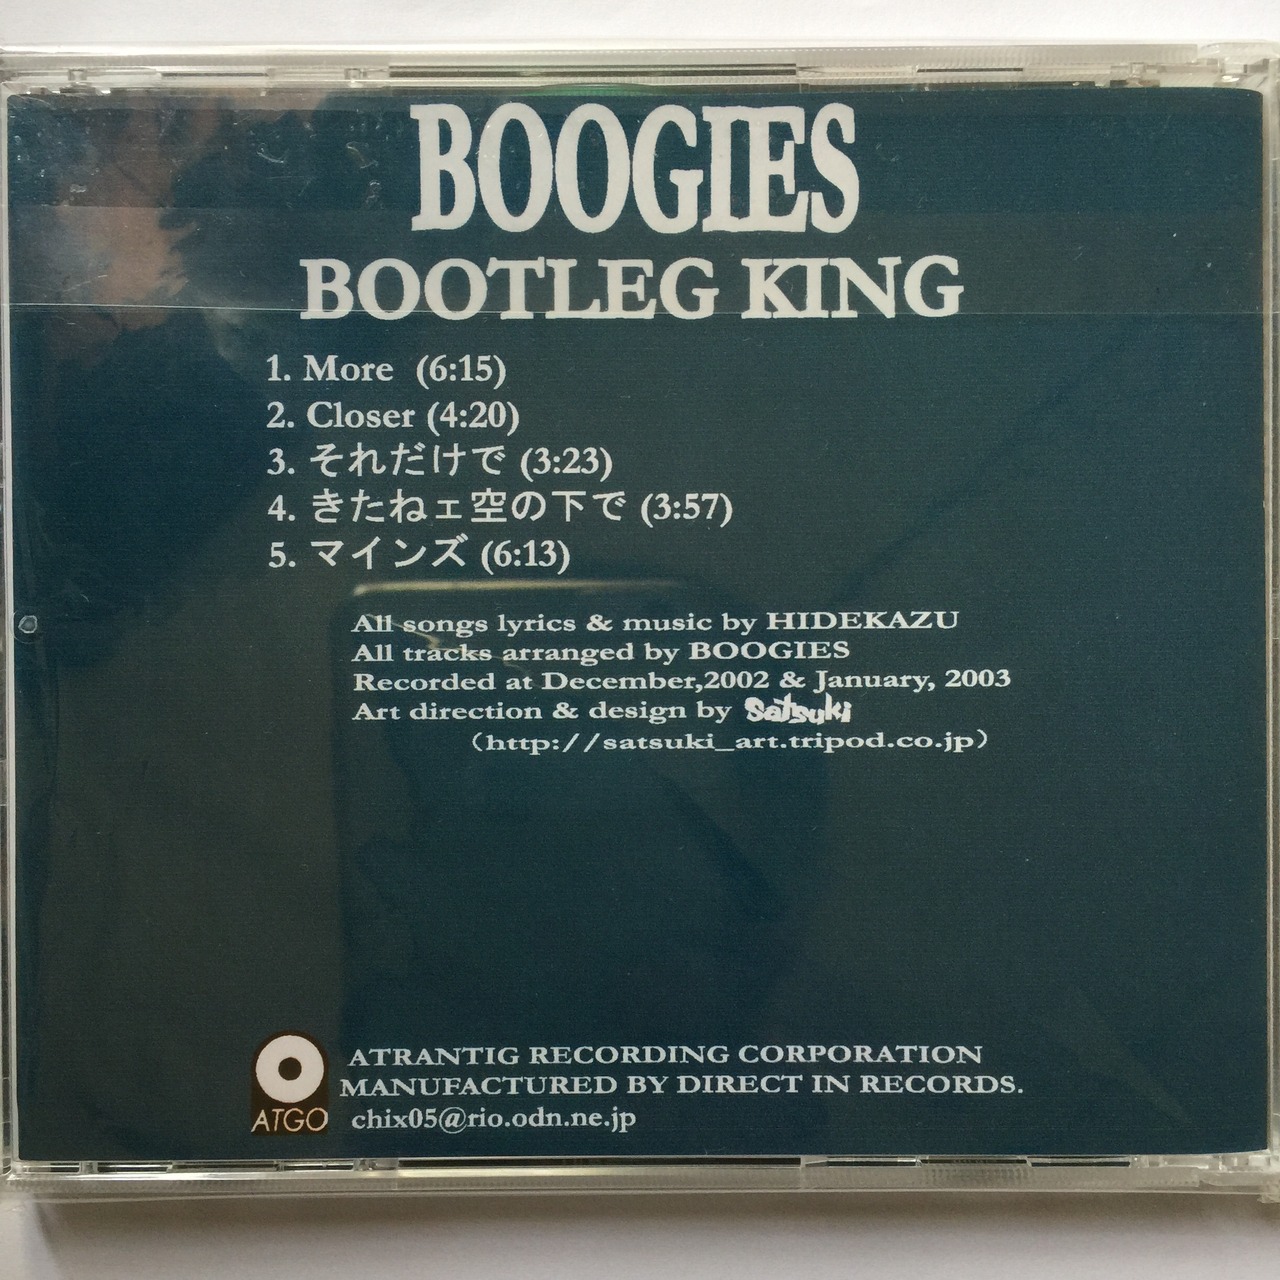 BOOGIES
BOOTLEG KING
1. More (6:15)
2. Closer (4:20)
3. それだけで (3:23)
4. きたねェ空の下で (3:57)
5. マインズ (6:13)
All songs lyrics & music by HIDEKAZU
All tracks arranged by BOOGIES
Recorded at December,2002 & January, 2003
Art direction & design by Satsuki
(http://satsuki_art.tripod.co.jp)
ATRANTIG RECORDING CORPORATION
MANUFACTURED BY DIRECT IN RECORDS.
ATGO chix05@rio.odn.ne.jp